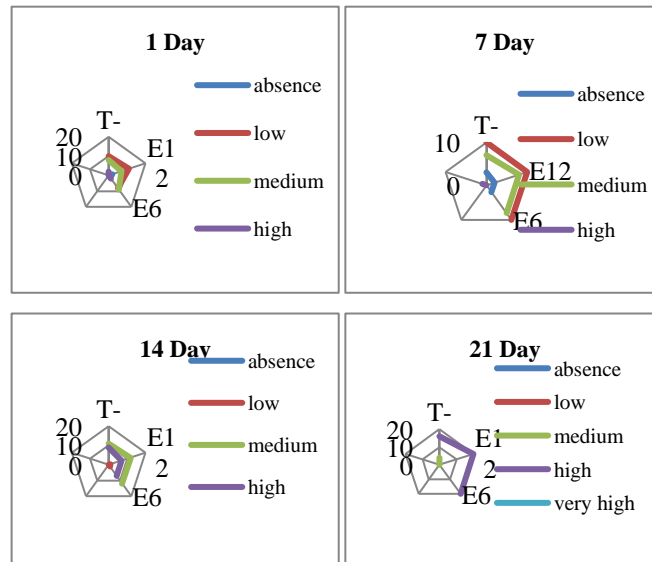 1 Day
absence
low
medium
high
T-
20
10
0
E1
2
E6
7 Day
absence
low
medium
high
T-
10
0
E12
E6
14 Day
absence
low
medium
high
T-
20
10
0
E1
2
E6
21 Day
absence
low
medium
high
very high
T-
20
10
0
E1
2
E6